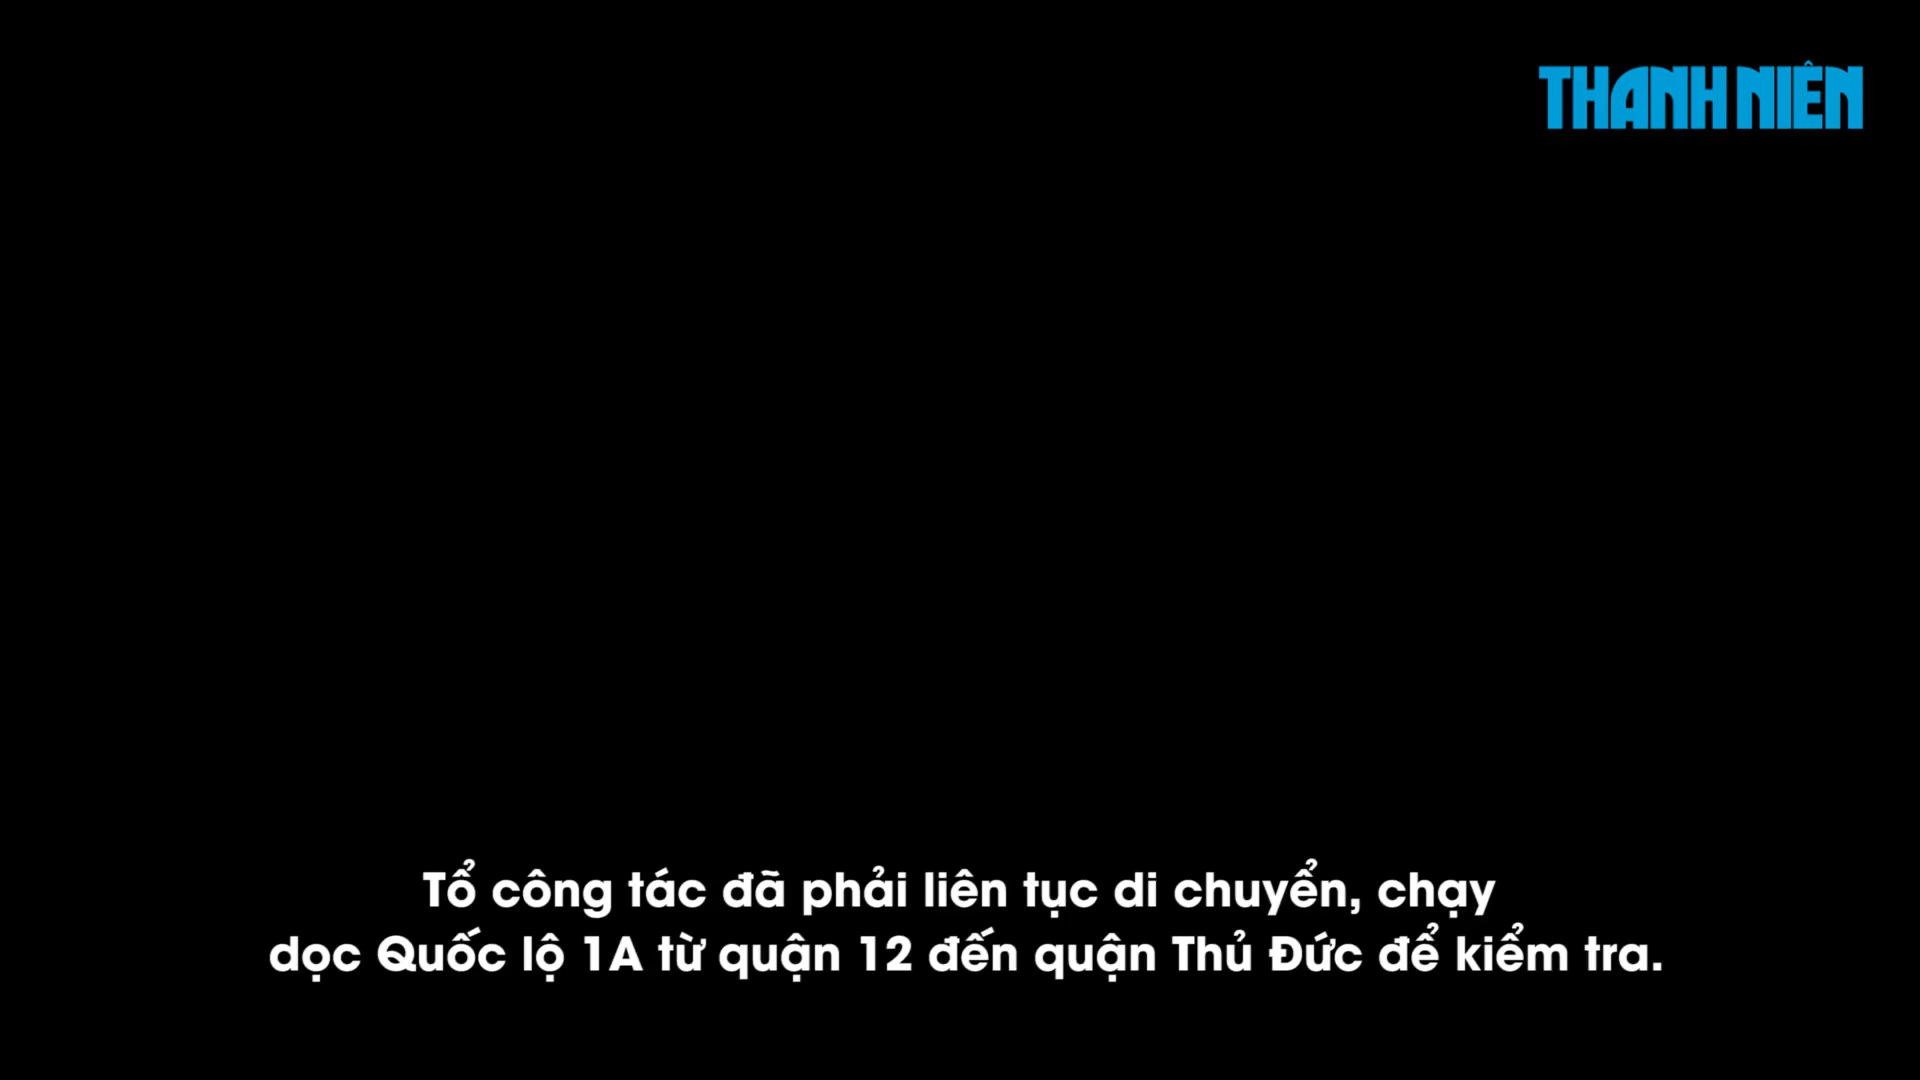 THANH NIÊN
Tổ công tác đã phải liên tục di chuyển, chạy
dọc Quốc lộ 1A từ quận 12 đến quận Thủ Đức để kiểm tra.